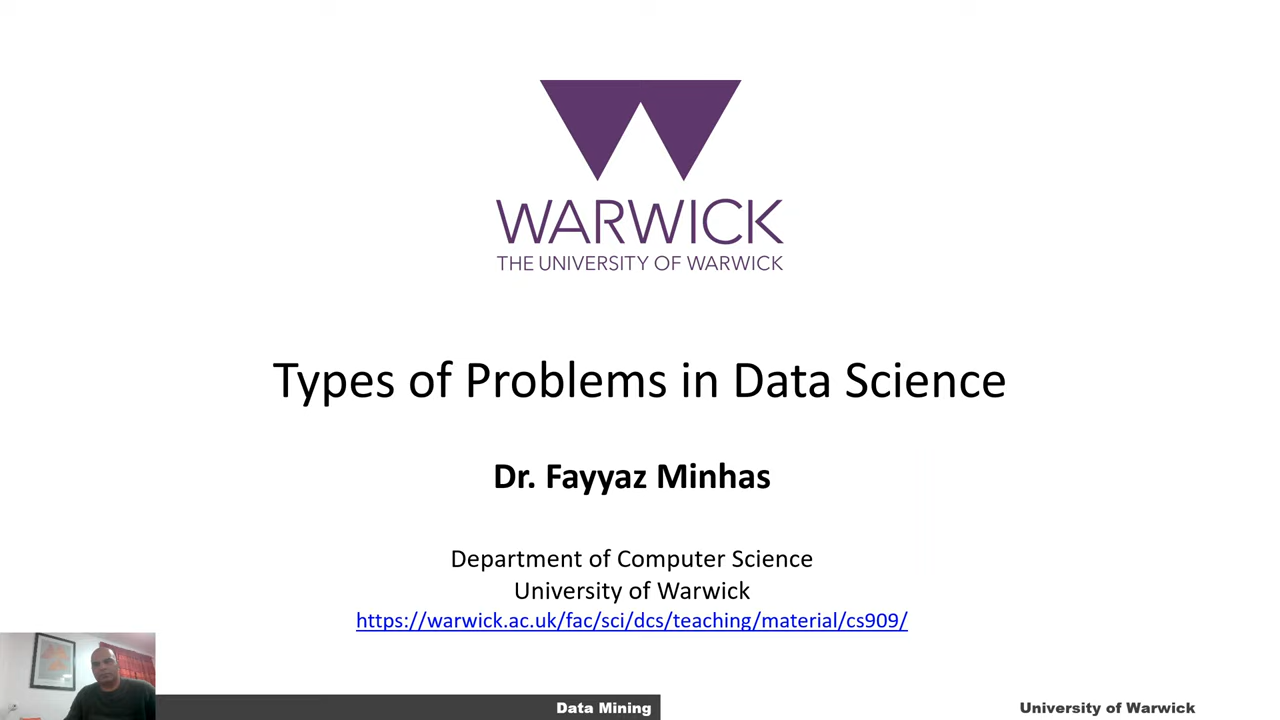 WARWICK
THE UNIVERSITY OF WARWICK
Types of Problems in Data Science
Dr. Fayyaz Minhas
Department of Computer Science
University of Warwick
https://warwick.ac.uk/fac/sci/dcs/teaching/material/cs909/
Data Mining
University of Warwick